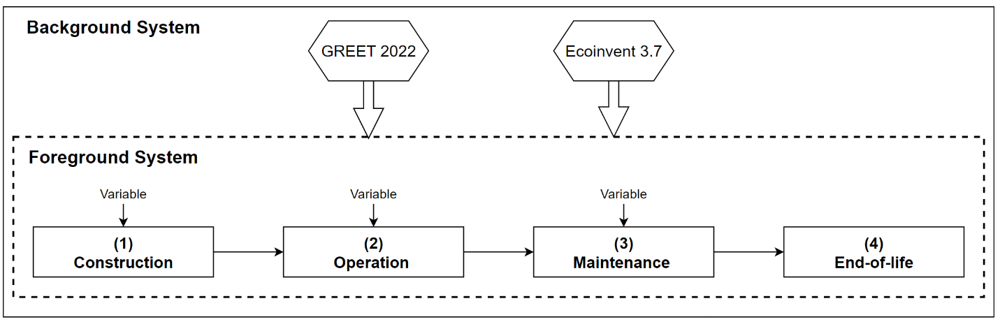 Background System
GREET 2022
Ecoinvent 3.7
Foreground System
Variable
Variable
Variable
(1)
Construction
(2)
Operation
(3)
Maintenance
(4)
End-of-life